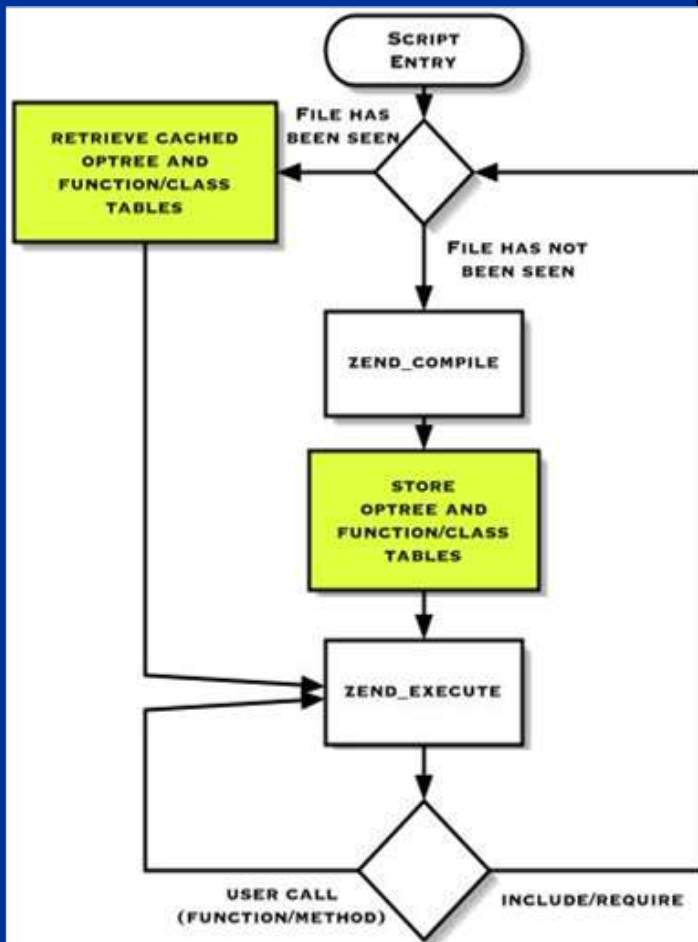 SCRIPT
ENTRY
FILE HAS
BEEN SEEN
RETRIEVE CACHED
OPTREE AND
FUNCTION/CLASS
TABLES
FILE HAS NOT
BEEN SEEN
ZEND_COMPILE
STORE
OPTREE AND
FUNCTION/CLASS
TABLES
ZEND_EXECUTE
USER CALL
(FUNCTION/METHOD)
INCLUDE/REQUIRE